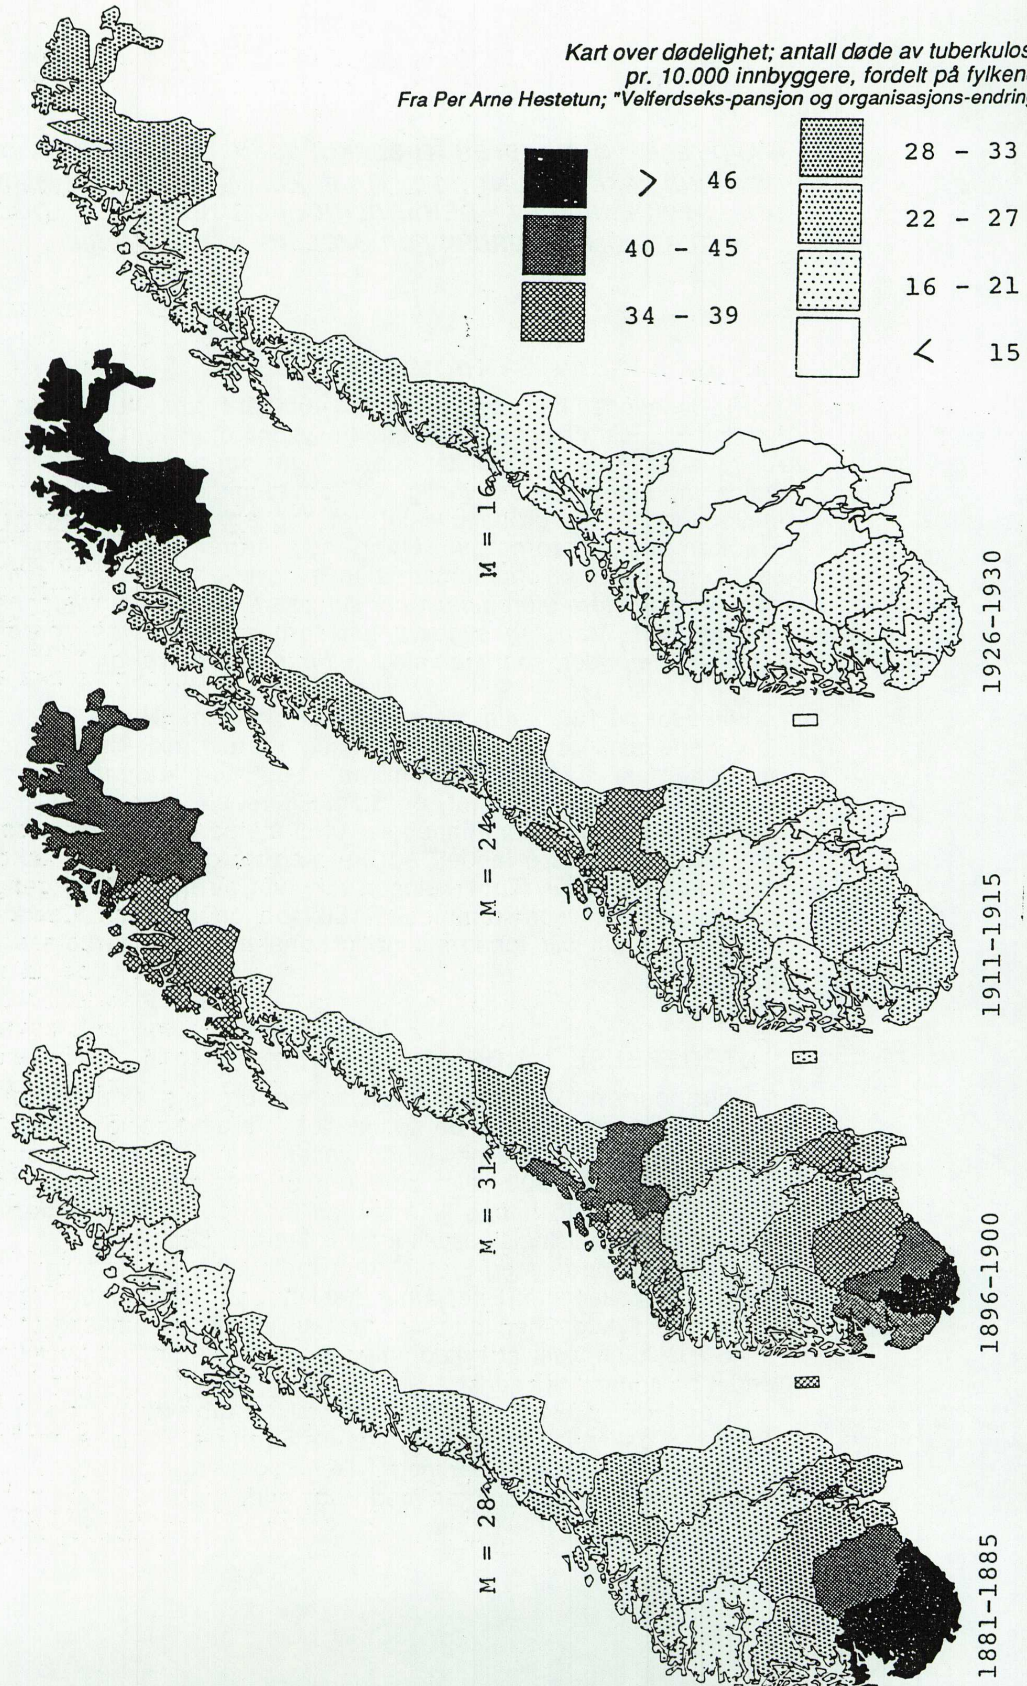 Kart over dødelighet; antall døde av tuberkulos
pr. 10.000 innbyggere, fordelt på fylken
Fra Per Arne Hestetun; "Velferdseks-pansjon og organisasjons-endring
> 46
40 - 45
34 - 39
28 - 33
22 - 27
16 - 21
< 15
M = 16
1926-1930
M = 24
1911-1915
M = 31
1896-1900
M = 28
1881-1885